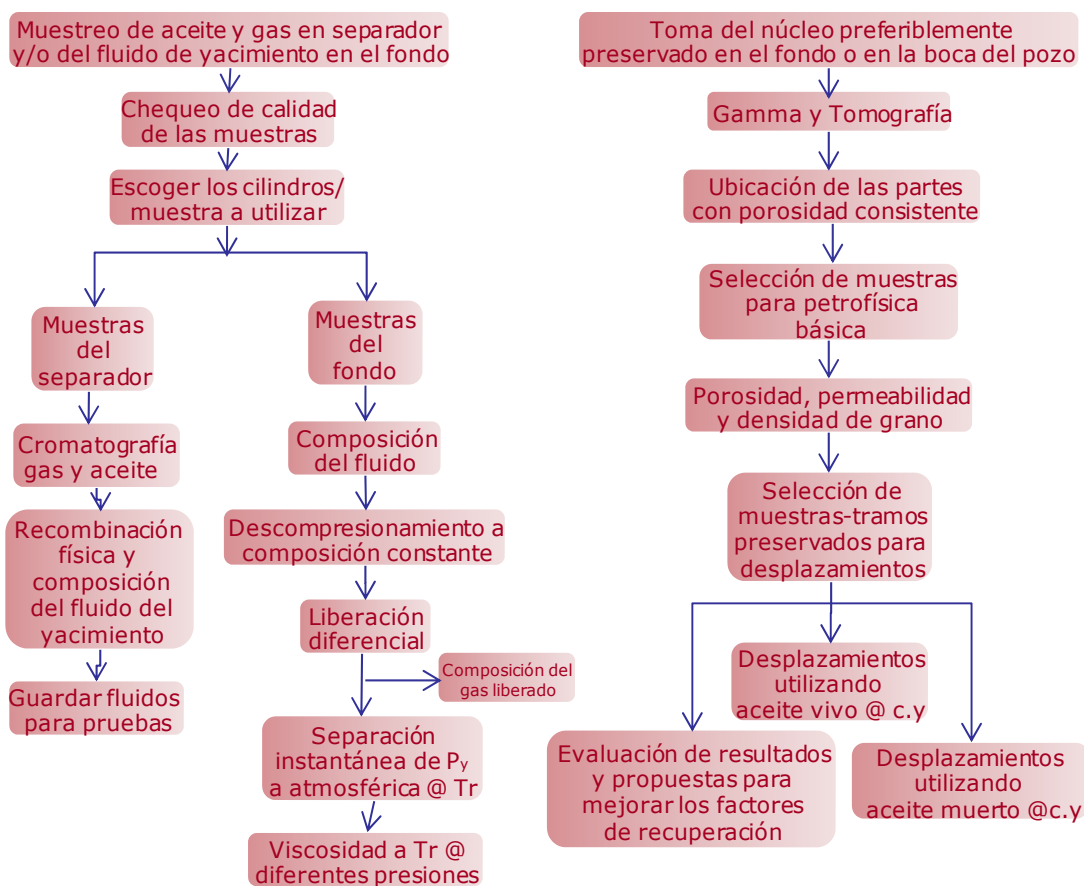 Muestreo de aceite y gas en separador
y/o del fluido de yacimiento en el fondo
Chequeo de calidad
de las muestras
Escoger los cilindros/
muestra a utilizar
Muestras
del
separador
Cromatografía
gas y aceite
Recombinación
física y
composición
del fluido del
yacimiento
Guardar fluidos
para pruebas
Muestras
del
fondo
Composición
del fluido
Descompresionamiento a
composición constante
Liberación
diferencial
Composición del
gas liberado
Separación
instantánea de Py
a atmosférica @ Tr
Viscosidad a Tr @
diferentes presiones
Toma del núcleo preferiblemente
preservado en el fondo o en la boca del pozo
Gamma y Tomografía
Ubicación de las partes
con porosidad consistente
Selección de muestras
para petrofísica
básica
Porosidad, permeabilidad
y densidad de grano
Selección de
muestras-tramos
preservados para
desplazamientos
Desplazamientos
utilizando
aceite vivo @ c.y
Evaluación de resultados
y propuestas para
mejorar los factores
de recuperación
Desplazamientos
utilizando
aceite muerto @c.y